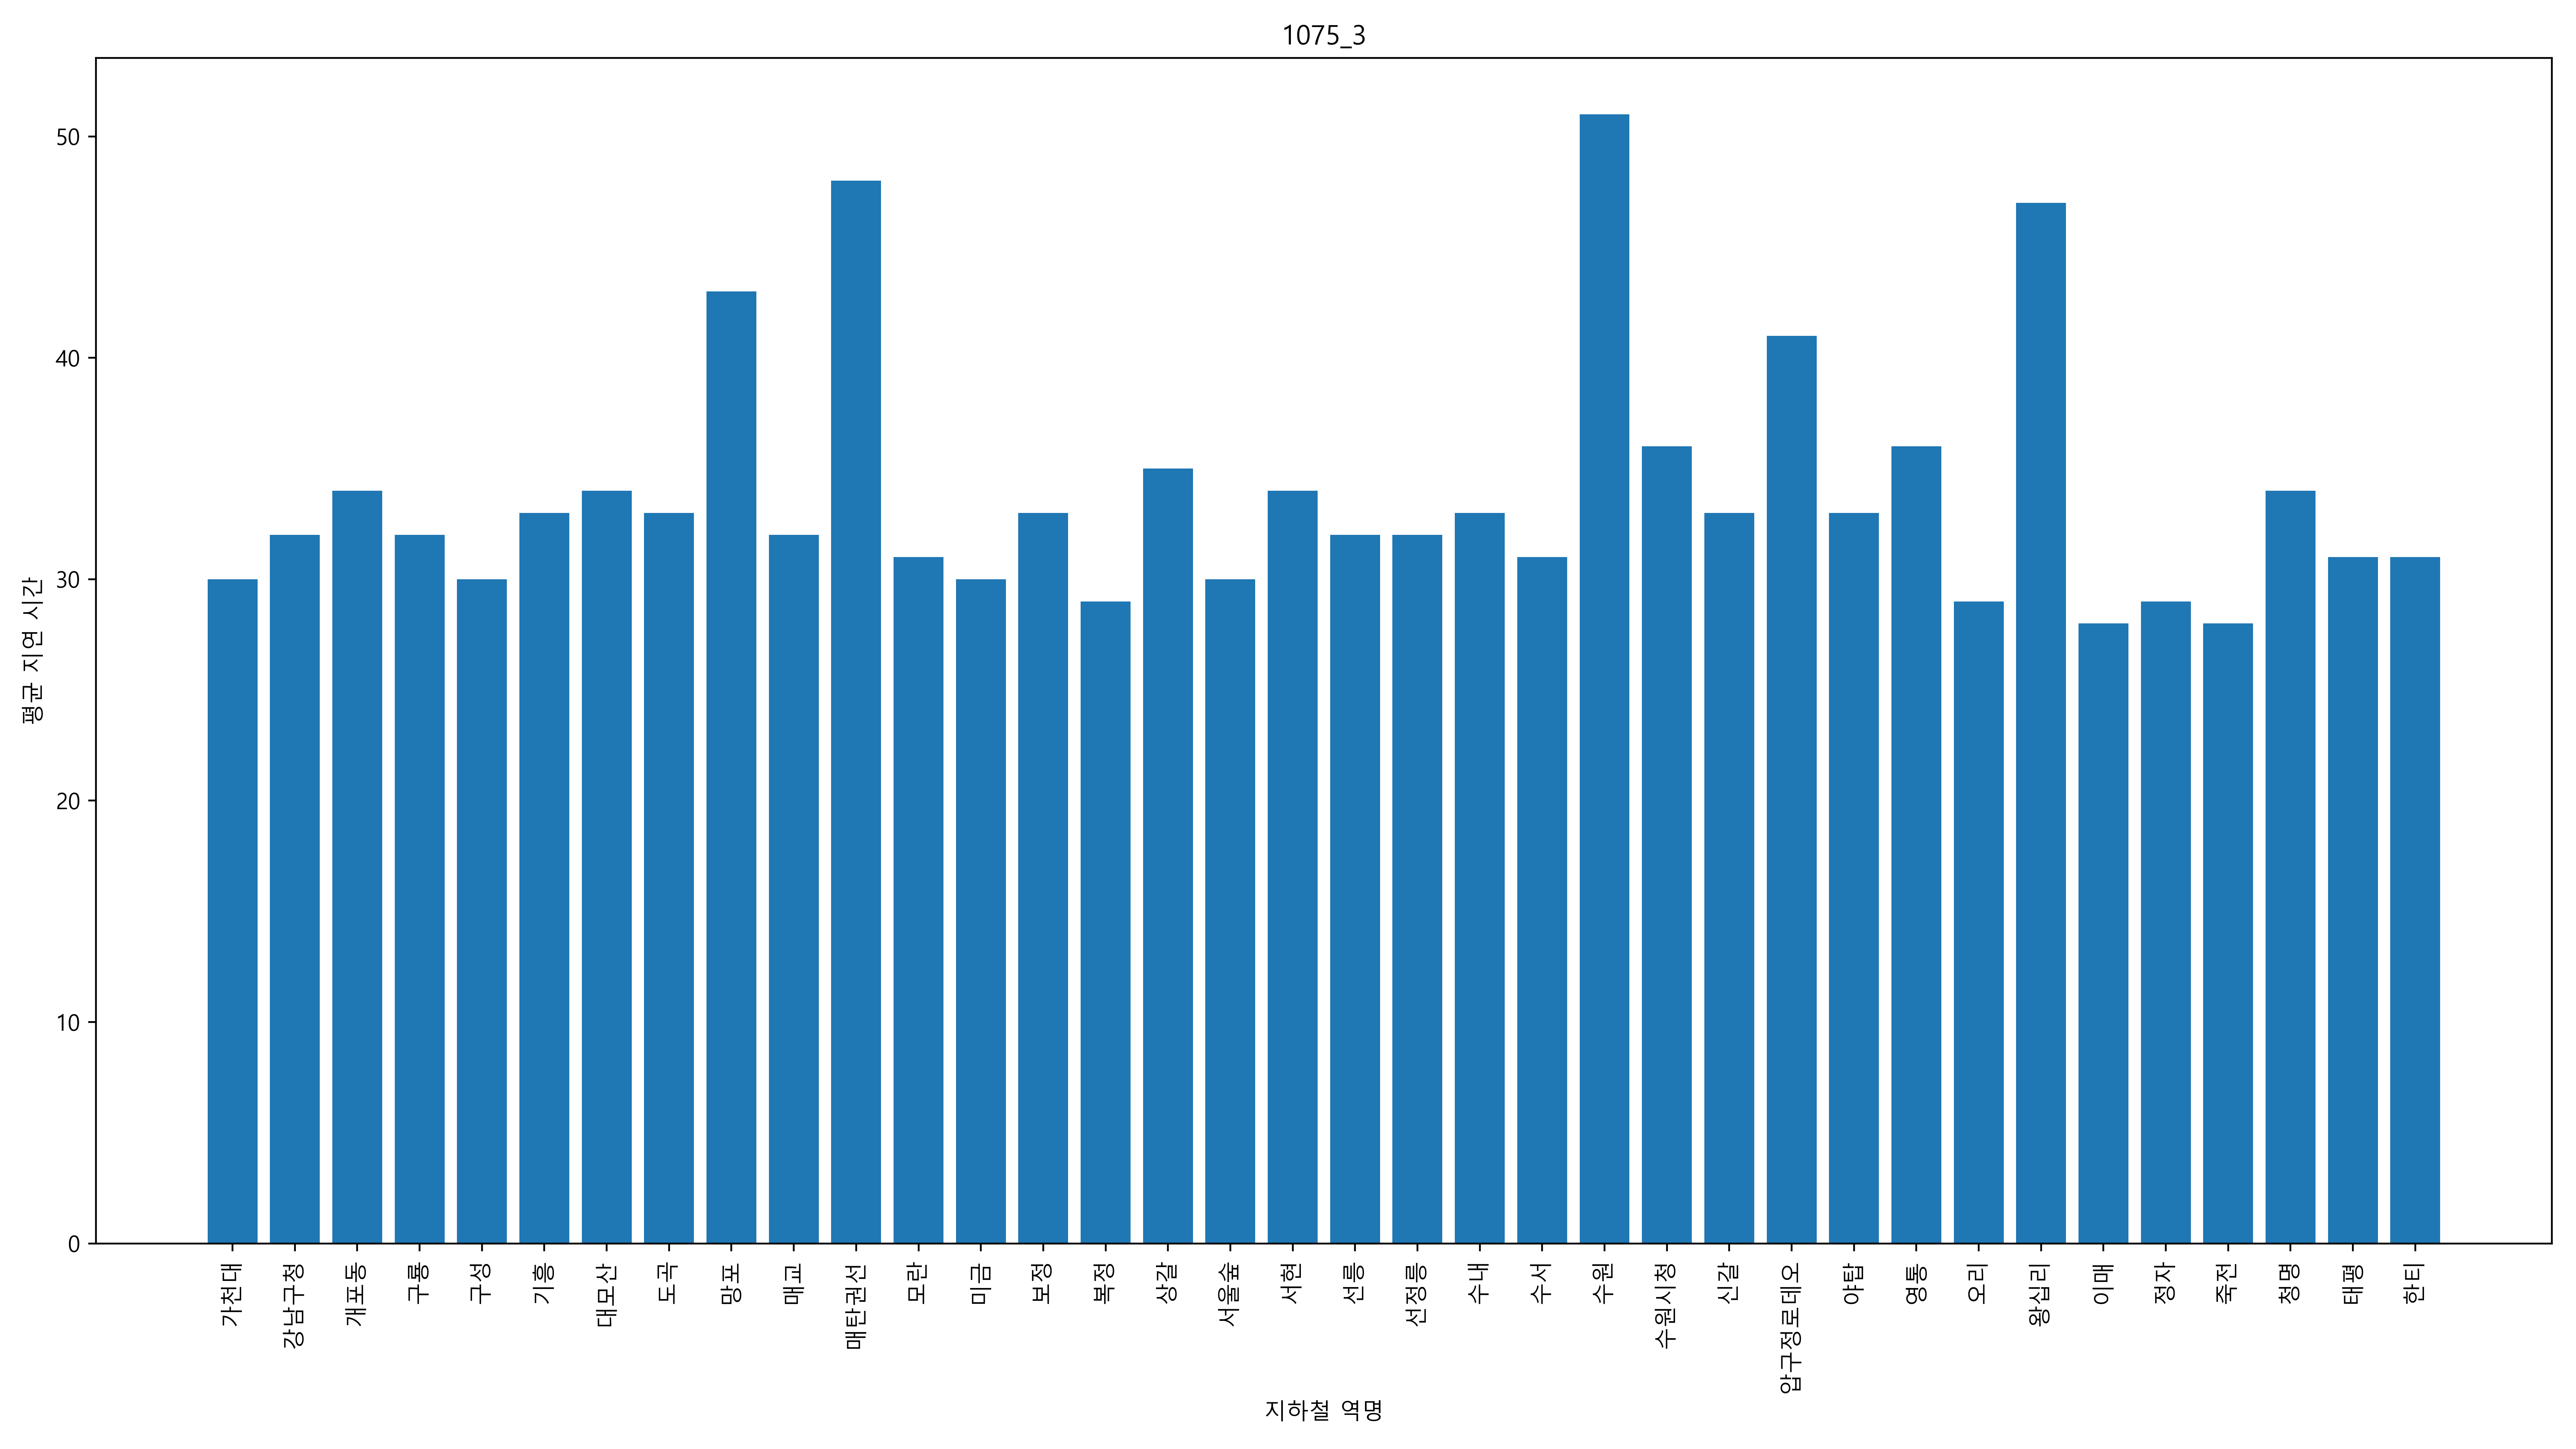 1075_3
평균 지연 시간
50
40
30
20
10
0
가천대
강남구청
개포동
구룡
구성
기흥
대모산
도곡
망포
매교
매탄권선
모란
미금
보정
복정
상갈
서울숲
서현
선릉
선정릉
수내
수서
수원
수원시청
신갈
압구정로데오
야탑
영통
오리
왕십리
이매
정자
죽전
청명
태평
한티
지하철 역명